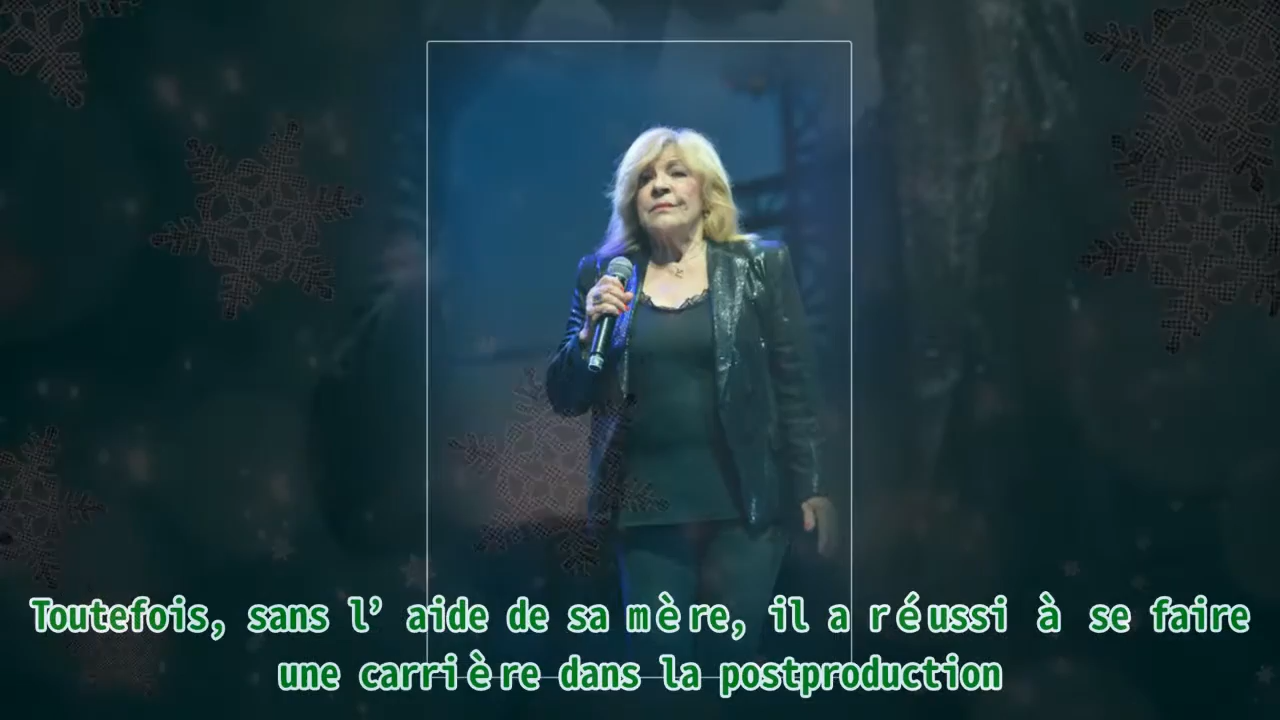 Toutefois, sans l’ aide de sa mère, il a réussi à se faire
une carrière dans la postproduction